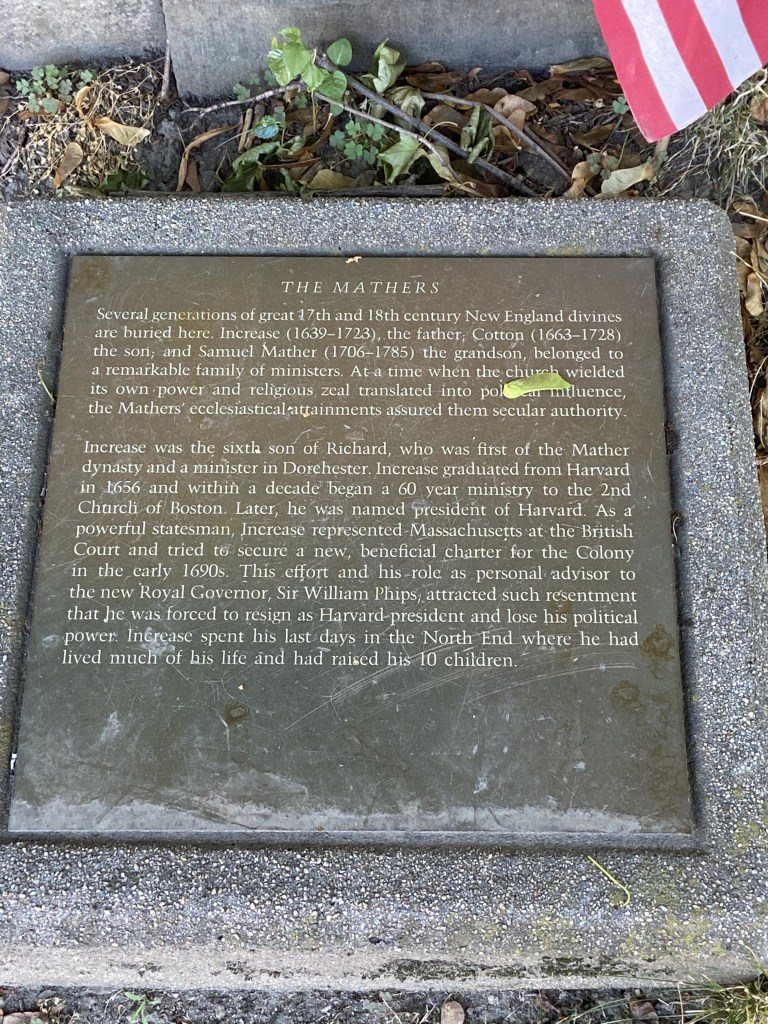 THE MATHERS
Several generations of great 17th and 18th century New England divines
are buried here. Increase (1639–1723), the father; Cotton (1663–1728)
the son; and Samuel Mather (1706–1785) the grandson, belonged to
a remarkable family of ministers. At a time when the church wielded
its own power and religious zeal translated into political influence,
the Mathers' ecclesiastical attainments assured them secular authority.
Increase was the sixth son of Richard, who was first of the Mather
dynasty and a minister in Dorchester. Increase graduated from Harvard
in 1656 and within a decade began a 60 year ministry to the 2nd
Church of Boston. Later, he was named president of Harvard. As a
powerful statesman, Increase represented Massachusetts at the British
Court and tried to secure a new, beneficial charter for the Colony
in the early 1690s. This effort and his role as personal advisor to
the new Royal Governor, Sir William Phips, attracted such resentment
that he was forced to resign as Harvard president and lose his political
power. Increase spent his last days in the North End where he had
lived much of his life and had raised his 10 children.